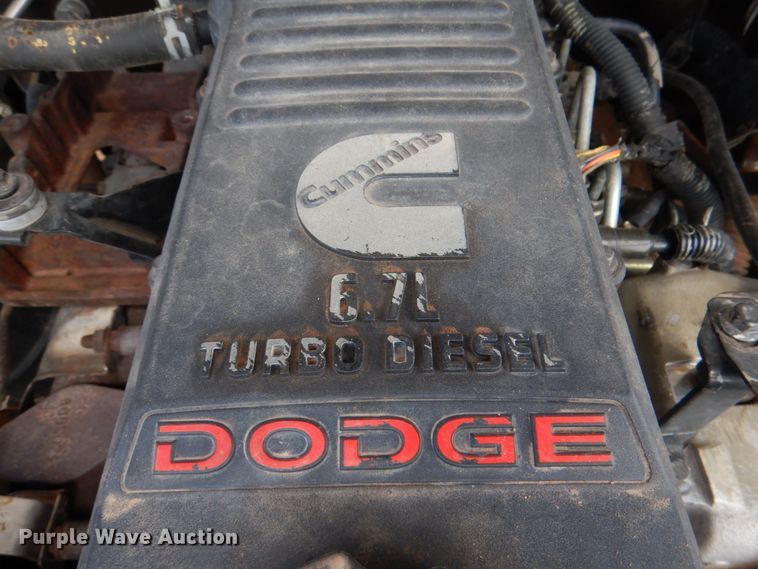 Cummins
6.7L
TURBO DIESEL
DODGE
Purple Wave Auction